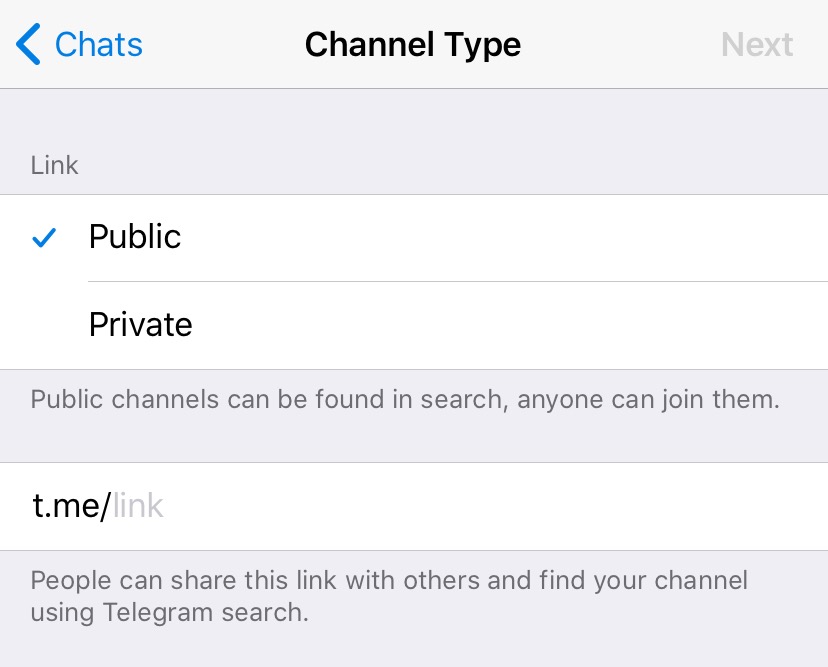 Chats Channel Type Next
Link
Public
Private
Public channels can be found in search, anyone can join them.
t.me/link
People can share this link with others and find your channel
using Telegram search.